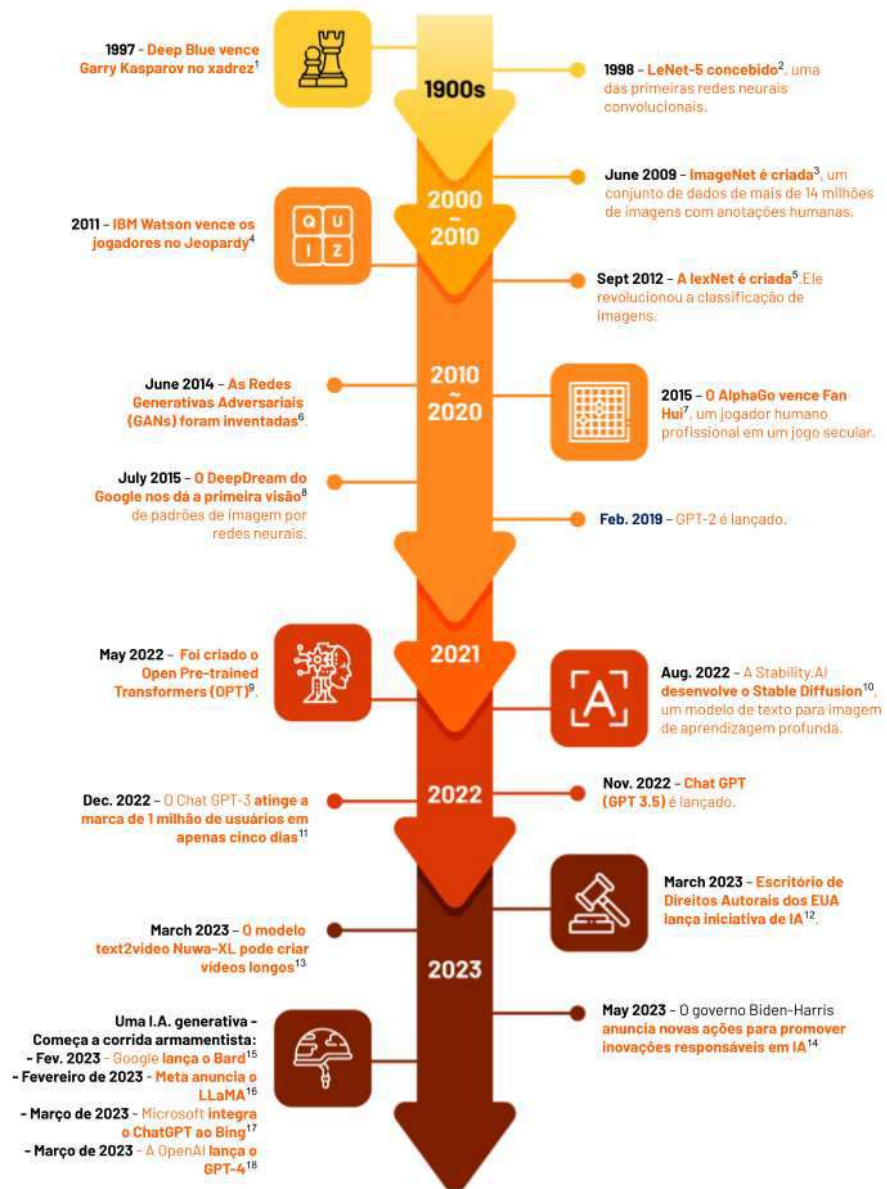 1997 - Deep Blue vence
Garry Kasparov no xadrez¹
1900s
1998 - LeNet-5 concebido², uma
das primeiras redes neurais
convolucionais.
June 2009 - ImageNet é criada³, um
conjunto de dados de mais de 14 milhões
de imagens com anotações humanas.
2000
~
2010
2011 - IBM Watson vence os
jogadores no Jeopardy⁴
Q U
I Z
Sept 2012 - A lexNet é criada⁵.Ele
revolucionou a classificação de
imagens.
2010
~
2020
June 2014 - As Redes
Generativas Adversariais
(GANs) foram inventadas⁶.
2015 - O AlphaGo vence Fan
Hui⁷, um jogador humano
profissional em um jogo secular.
July 2015 - O DeepDream do
Google nos dá a primeira visão⁸
de padrões de imagem por
redes neurais.
Feb. 2019 - GPT-2 é lançado.
2021
May 2022 - Foi criado o
Open Pre-trained
Transformers (OPT)⁹.
A
Aug. 2022 - A Stability.AI
desenvolve o Stable Diffusion¹⁰,
um modelo de texto para imagem
de aprendizagem profunda.
2022
Nov. 2022 - Chat GPT
(GPT 3.5) é lançado.
Dec. 2022 - O Chat GPT-3 atinge a
marca de 1 milhão de usuários em
apenas cinco dias¹¹
March 2023 - Escritório de
Direitos Autorais dos EUA
lança iniciativa de IA¹².
March 2023 - O modelo
text2video Nuwa-XL pode criar
vídeos longos¹³
2023
May 2023 - O governo Biden-Harris
anuncia novas ações para promover
inovações responsáveis em IA¹⁴.
Uma I.A. generativa -
Começa a corrida armamentista:
- Fev. 2023 - Google lança o Bard¹⁵
- Fevereiro de 2023 - Meta anuncia o
LLaMA¹⁶
- Março de 2023 - Microsoft integra
o ChatGPT ao Bing¹⁷
- Março de 2023 - A OpenAI lança o
GPT-4¹⁸